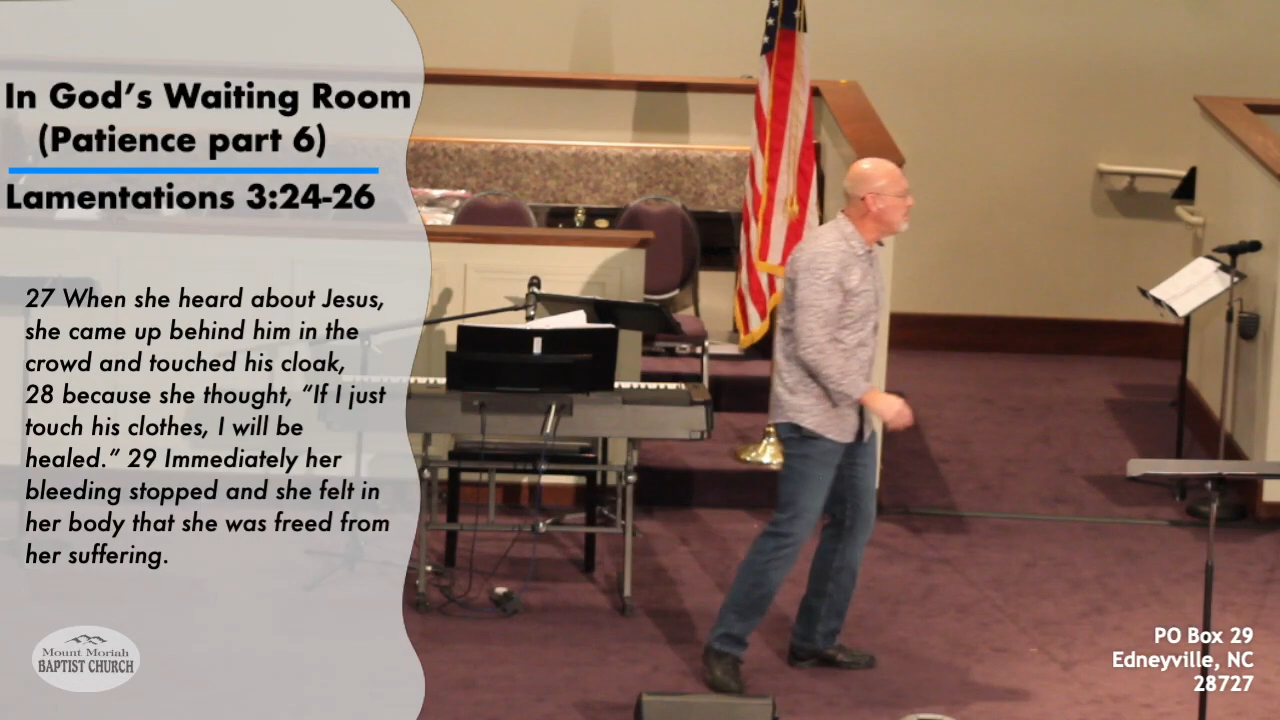 In God's Waiting Room
(Patience part 6)
Lamentations 3:24-26
27 When she heard about Jesus,
she came up behind him in the
crowd and touched his cloak,
28 because she thought, “If I just
touch his clothes, I will be
healed.” 29 Immediately her
bleeding stopped and she felt in
her body that she was freed from
her suffering.
Mount Moriah
BAPTIST CHURCH
PO Box 29
Edneyville, NC
28727